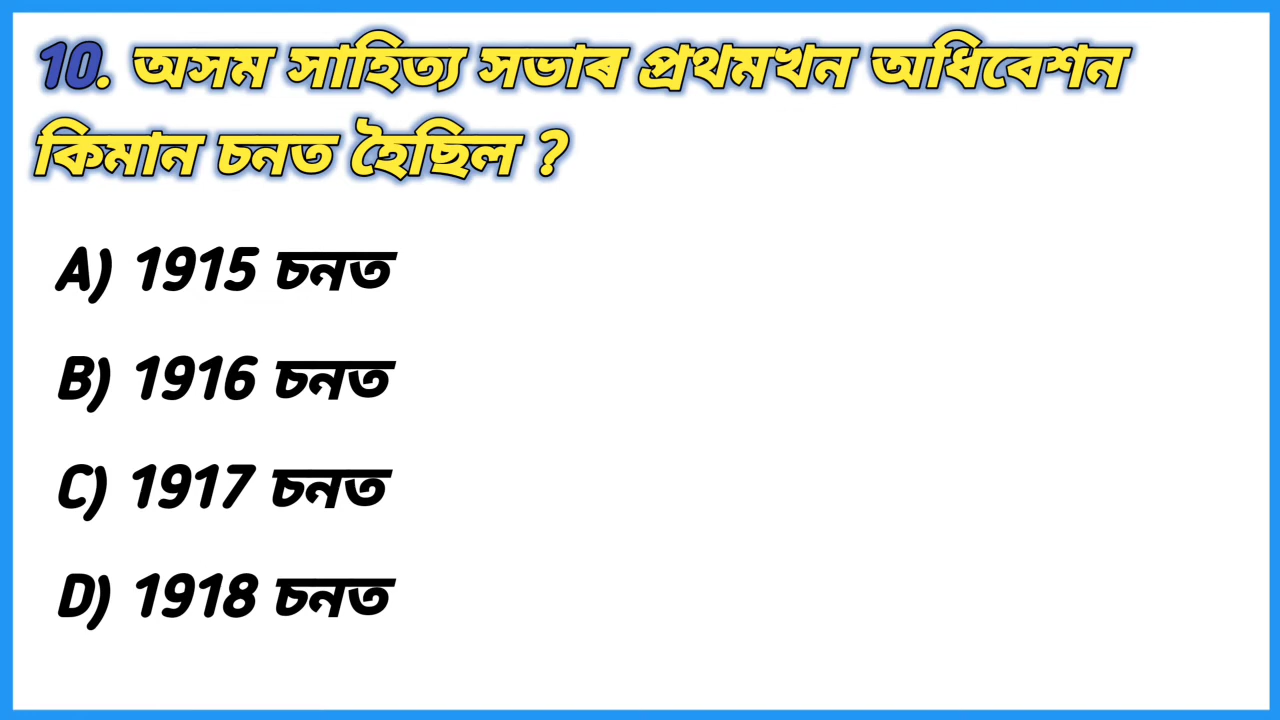 10. অসম সাহিত্য সভাৰ প্ৰথমখন অধিবেশন
কিমান চনত হৈছিল ?
A) 1915 চনত
B) 1916 চনত
C) 1917 চনত
D) 1918 চনত